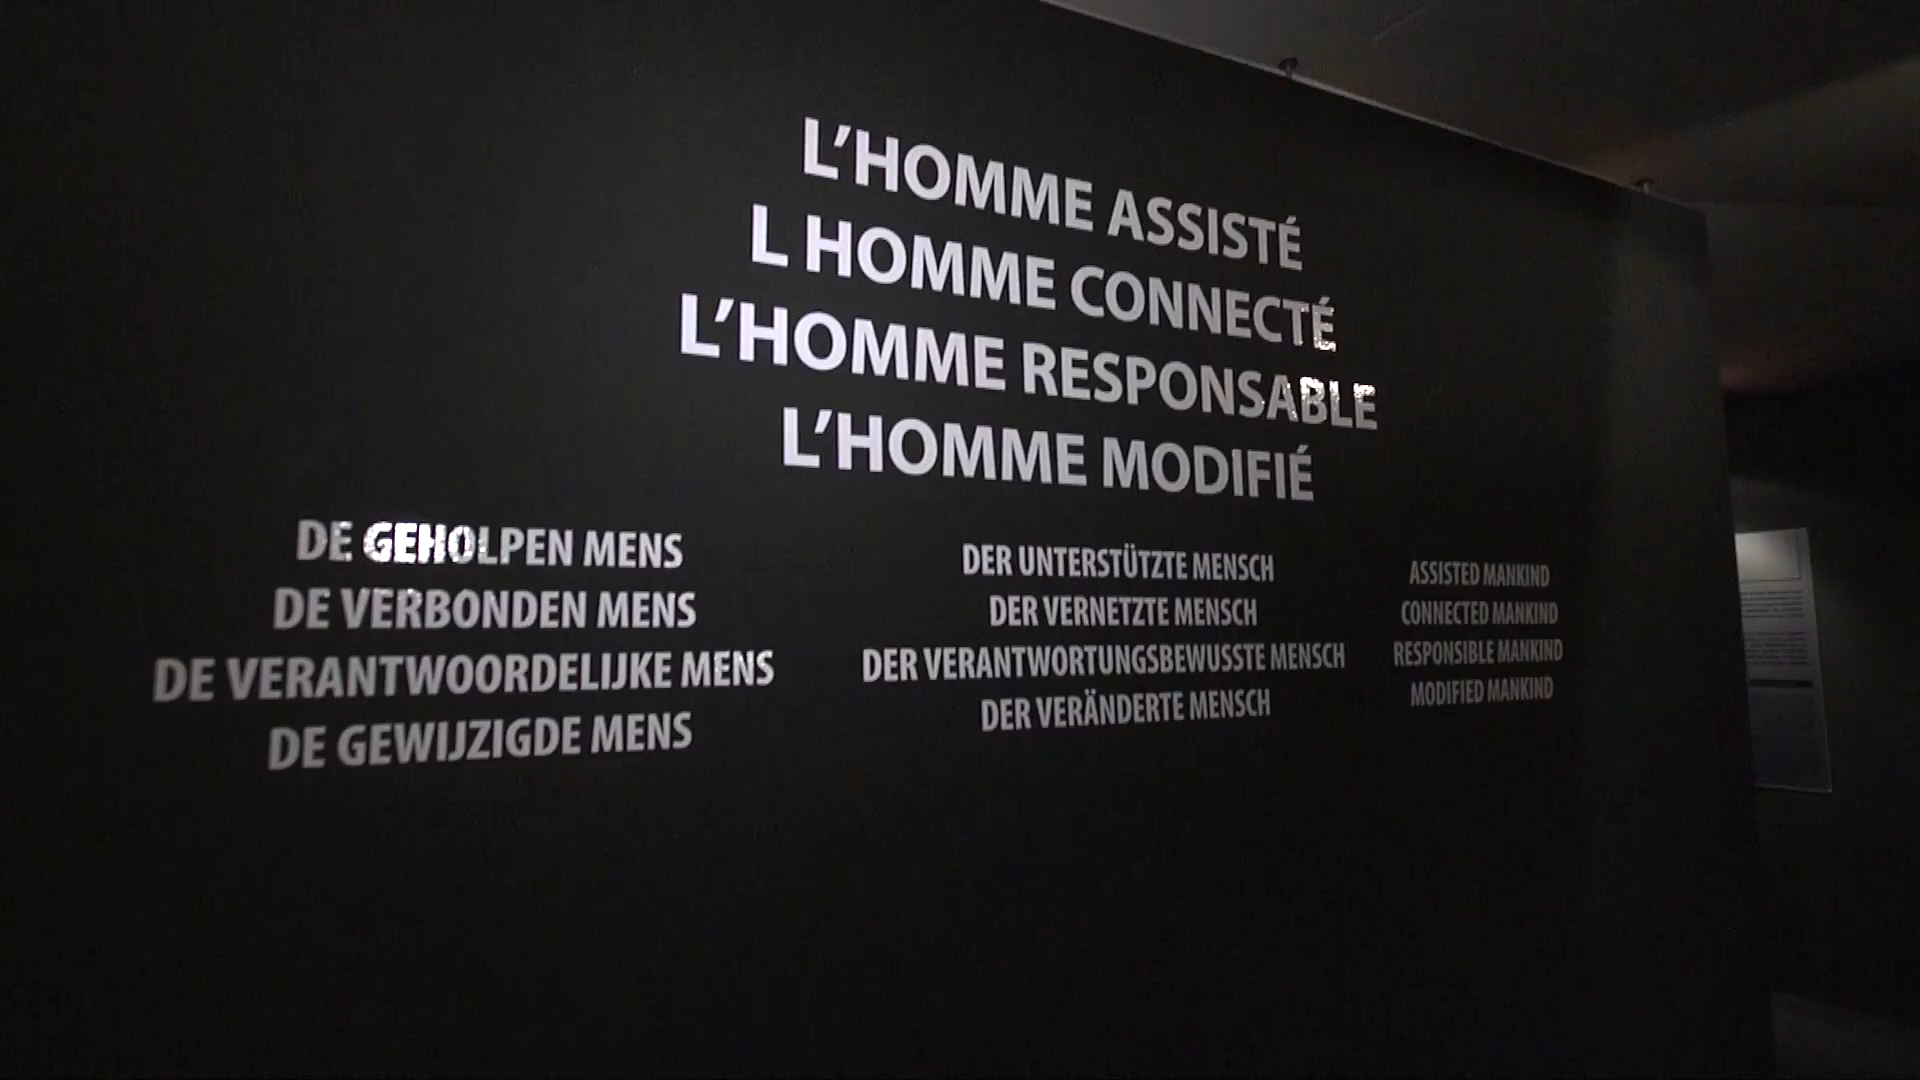 L’HOMME ASSISTÉ
L HOMME CONNECTÉ
L’HOMME RESPONSABLE
L’HOMME MODIFIÉ
DE GEHOLPEN MENS
DE VERBONDEN MENS
DE VERANTWOORDELIJKE MENS
DE GEWIJZIGDE MENS
DER UNTERSTÜTZTE MENSCH
DER VERNETZTE MENSCH
DER VERANTWORTUNGSBEWUSSTE MENSCH
DER VERÄNDERTE MENSCH
ASSISTED MANKIND
CONNECTED MANKIND
RESPONSIBLE MANKIND
MODIFIED MANKIND